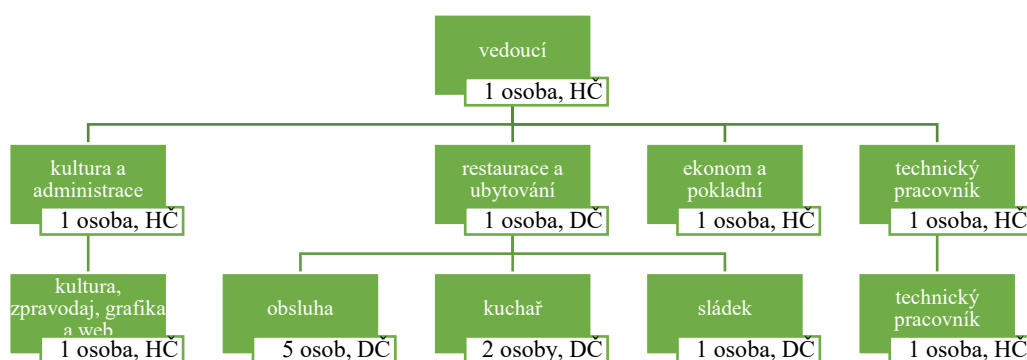 vedoucí
1 osoba, HČ
kultura a
administrace
1 osoba, HČ
restaurace a
ubytování
1 osoba, DČ
ekonom a
pokladní
1 osoba, HČ
technický
pracovník
1 osoba, HČ
kultura,
zpravodaj, grafika
a web
1 osoba, HČ
obsluha
5 osob, DČ
kuchař
2 osoby, DČ
sládek
1 osoba, DČ
technický
pracovník
1 osoba, HČ